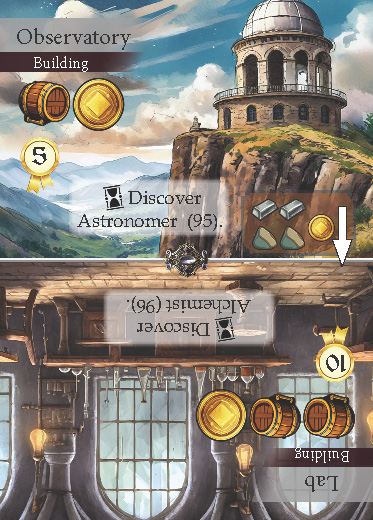 Observatory
Building
5
Discover
Astronomer (95).
Lab
Building
10
Discover
Alchemist (96).